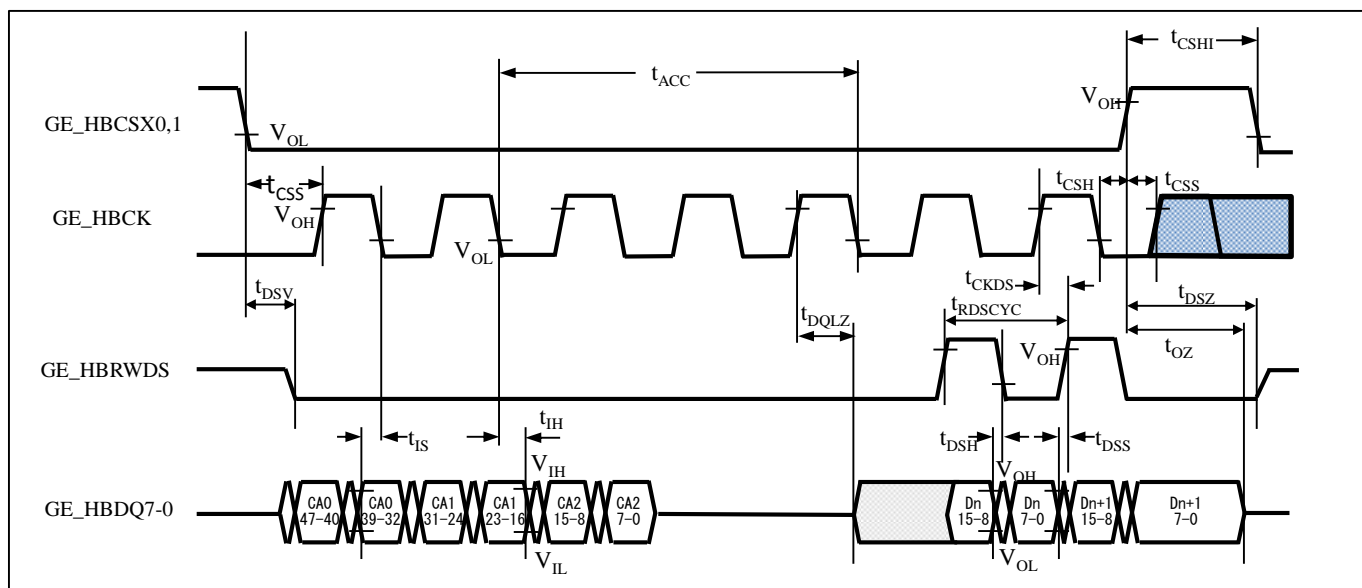 tCSHI
tACC
GE_HBCSX0,1
VOH
VOL
tCSS
tCSH
tCSS
GE_HBCK
VOH
VOL
tCKDS
tDSV
tRDSCYC
tDSZ
tDQLZ
tOZ
GE_HBRWDS
VOH
tIS
tIH
tDSH
tDSS
VIH
VOH
GE_HBDQ7-0
CA0
47-40
CA0
39-32
CA1
31-24
CA1
23-16
CA2
15-8
CA2
7-0
Dn
15-8
Dn
7-0
Dn+1
15-8
Dn+1
7-0
VIL
VOL